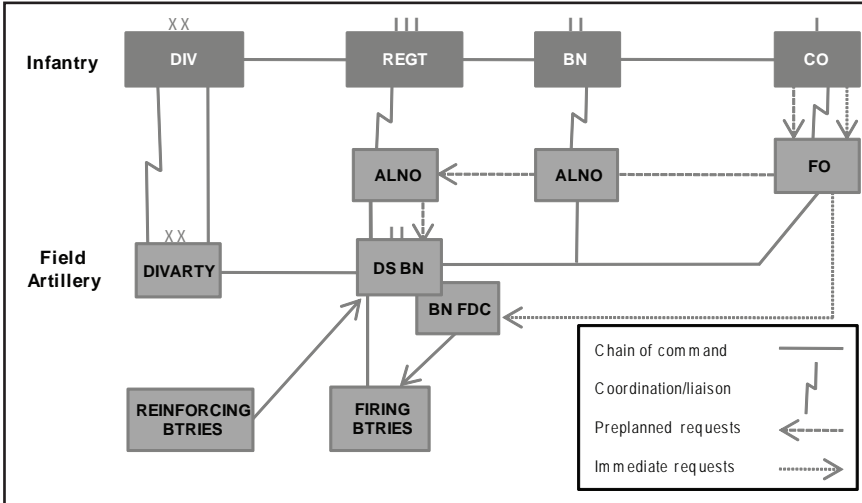 XX
III
II
I
Infantry
DIV
REGT
BN
CO
ALNO
ALNO
FO
XX
II
Field
Artillery
DIVARTY
DS BN
BN FDC
REINFORCING
BTRIES
FIRING
BTRIES
Chain of command
Coordination/liaison
Preplanned requests
Immediate requests